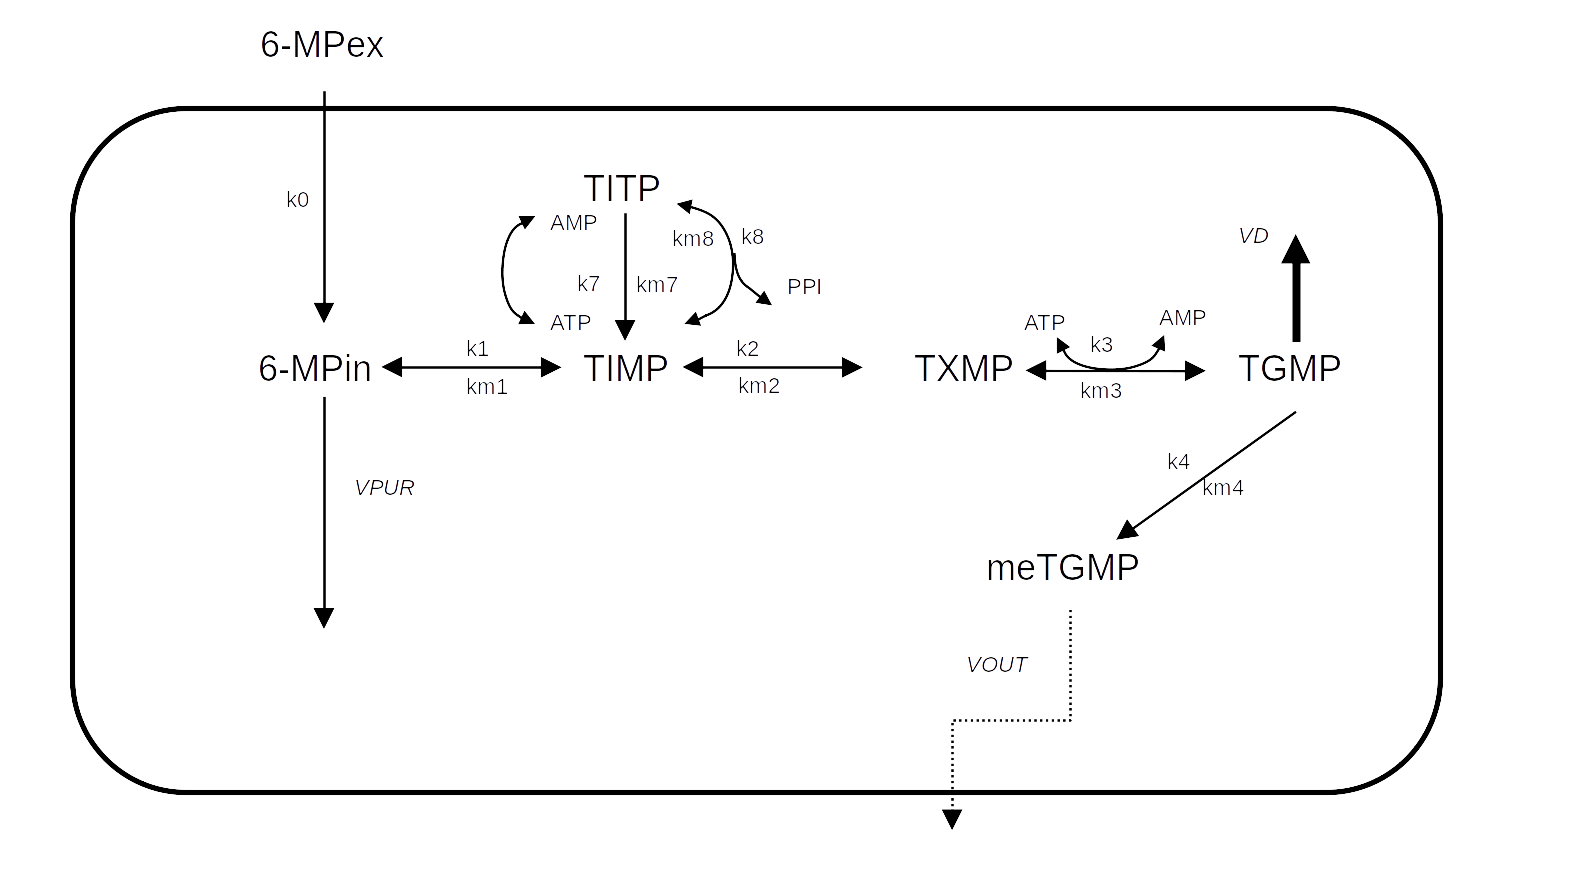 6-MPex
k0
TITP
AMP
km8
k8
k7
km7
PPI
ATP
VD
ATP
AMP
k3
k1
k2
6-MPin
TIMP
TXMP
TGMP
km1
km2
km3
k4
km4
VPUR
meTGMP
VOUT